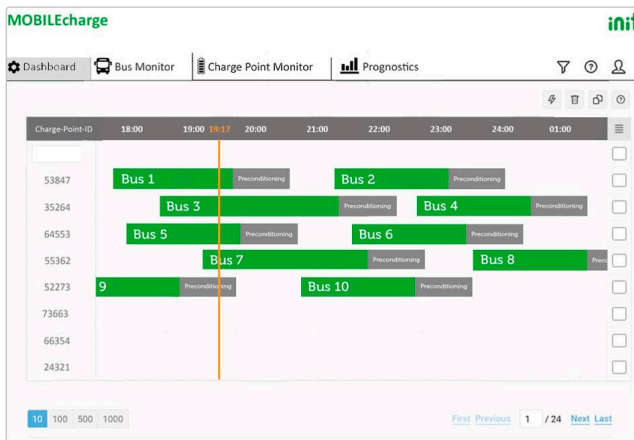 MOBILEcharge
init
Dashboard Bus Monitor Charge Point Monitor Prognostics
Charge-Point-ID 18:00 19:00 19:17 20:00 21:00 22:00 23:00 24:00 01:00
53847 Bus 1 Preconditioning Bus 2 Preconditioning
35264 Bus 3 Preconditioning Bus 4 Preconditioning
64553 Bus 5 Preconditioning Bus 6 Preconditioning
55362 Bus 7 Preconditioning Bus 8 Precc
52273 9 Preconditioning Bus 10 Preconditioning
73663
66354
24321
10 100 500 1000 First Previous 1 / 24 Next Last